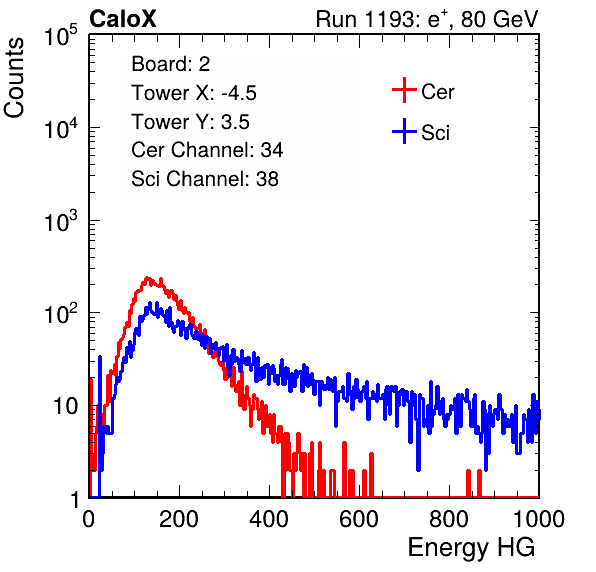 CaloX Run 1193: e⁺, 80 GeV
Counts
10⁵
10⁴
10³
10²
10
1
Board: 2
Tower X: -4.5
Tower Y: 3.5
Cer Channel: 34
Sci Channel: 38
Cer
Sci
0 200 400 600 800 1000
Energy HG